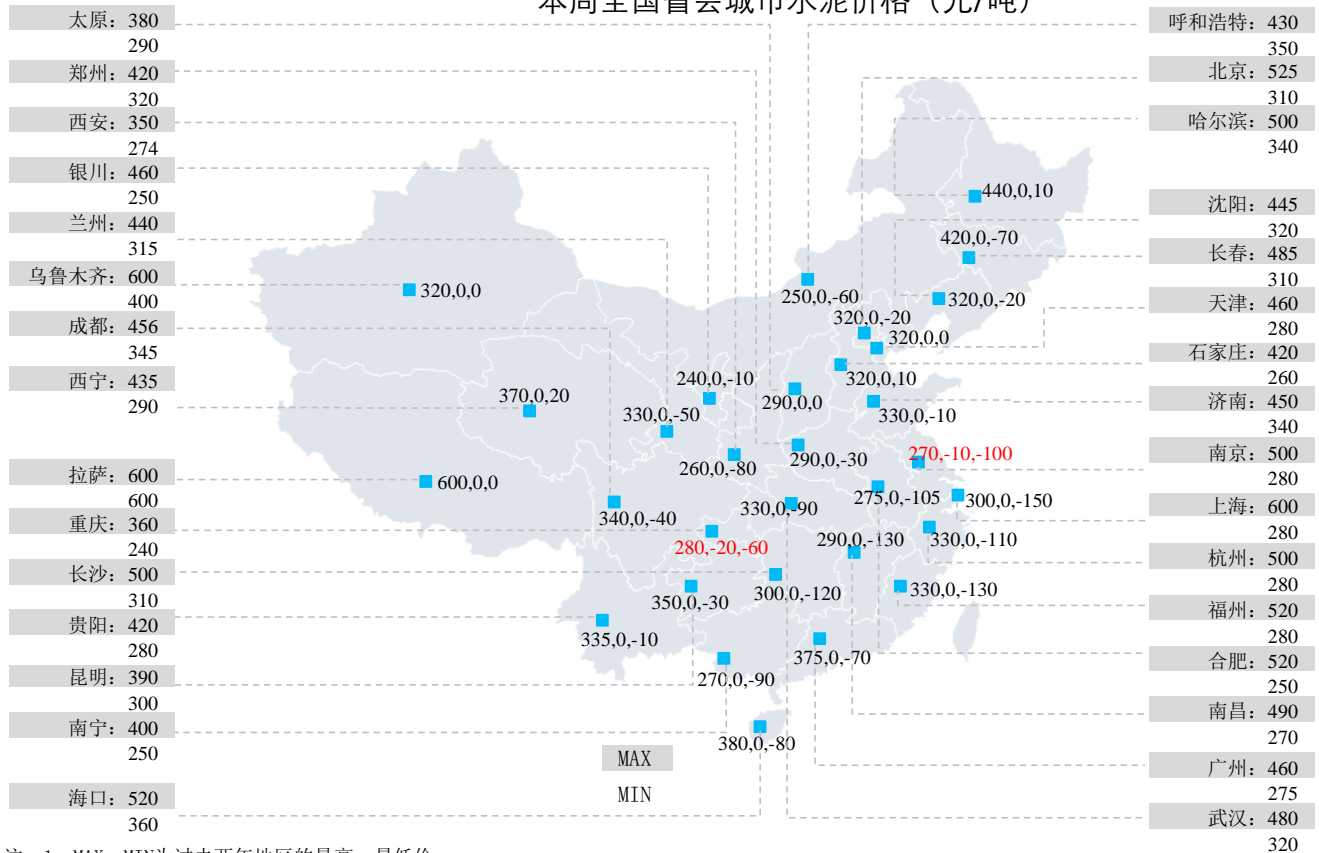 本周全国省会城市水泥价格（元/吨）
太原：380
290
郑州：420
320
西安：350
274
银川：460
250
兰州：440
315
乌鲁木齐：600
400
成都：456
345
西宁：435
290
拉萨：600
600
重庆：360
240
长沙：500
310
贵阳：420
280
昆明：390
300
南宁：400
250
海口：520
360
440,0,10
420,0,-70
320,0,0
250,0,-60
320,0,-20
320,0,-20
320,0,0
320,0,10
240,0,-10
370,0,20
290,0,0
330,0,-10
330,0,-50
290,0,-30
270,-10,-100
260,0,-80
600,0,0
275,0,-105
300,0,-150
330,0,-90
340,0,-40
290,0,-130
330,0,-110
280,-20,-60
300,0,-120
330,0,-130
350,0,-30
335,0,-10
375,0,-70
270,0,-90
380,0,-80
MAX
MIN
呼和浩特：430
350
北京：525
310
哈尔滨：500
340
沈阳：445
320
长春：485
310
天津：460
280
石家庄：420
260
济南：450
340
南京：500
280
上海：600
280
杭州：500
280
福州：520
280
合肥：520
250
南昌：490
270
广州：460
275
武汉：480
320